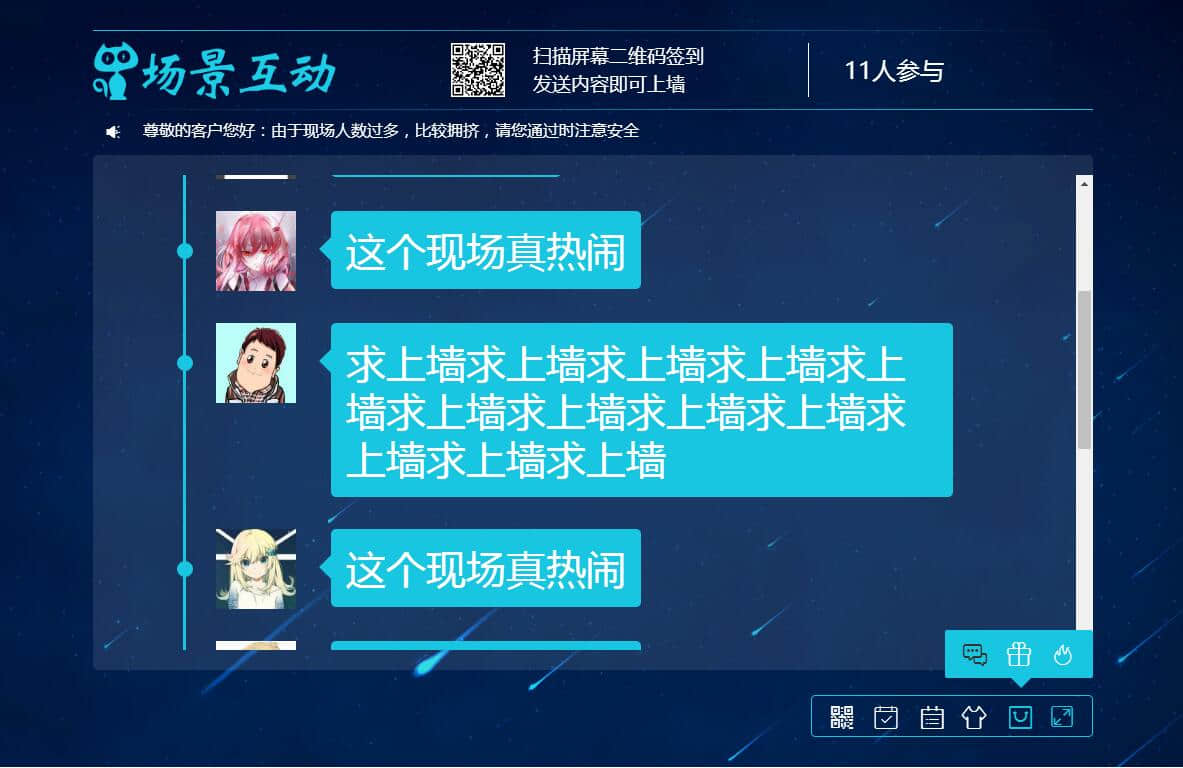 场景互动
扫描屏幕二维码签到
发送内容即可上墙
11人参与
尊敬的客户您好：由于现场人数过多，比较拥挤，请您通过时注意安全
这个现场真热闹
求上墙求上墙求上墙求上墙求上
墙求上墙求上墙求上墙求上墙求
上墙求上墙求上墙
这个现场真热闹